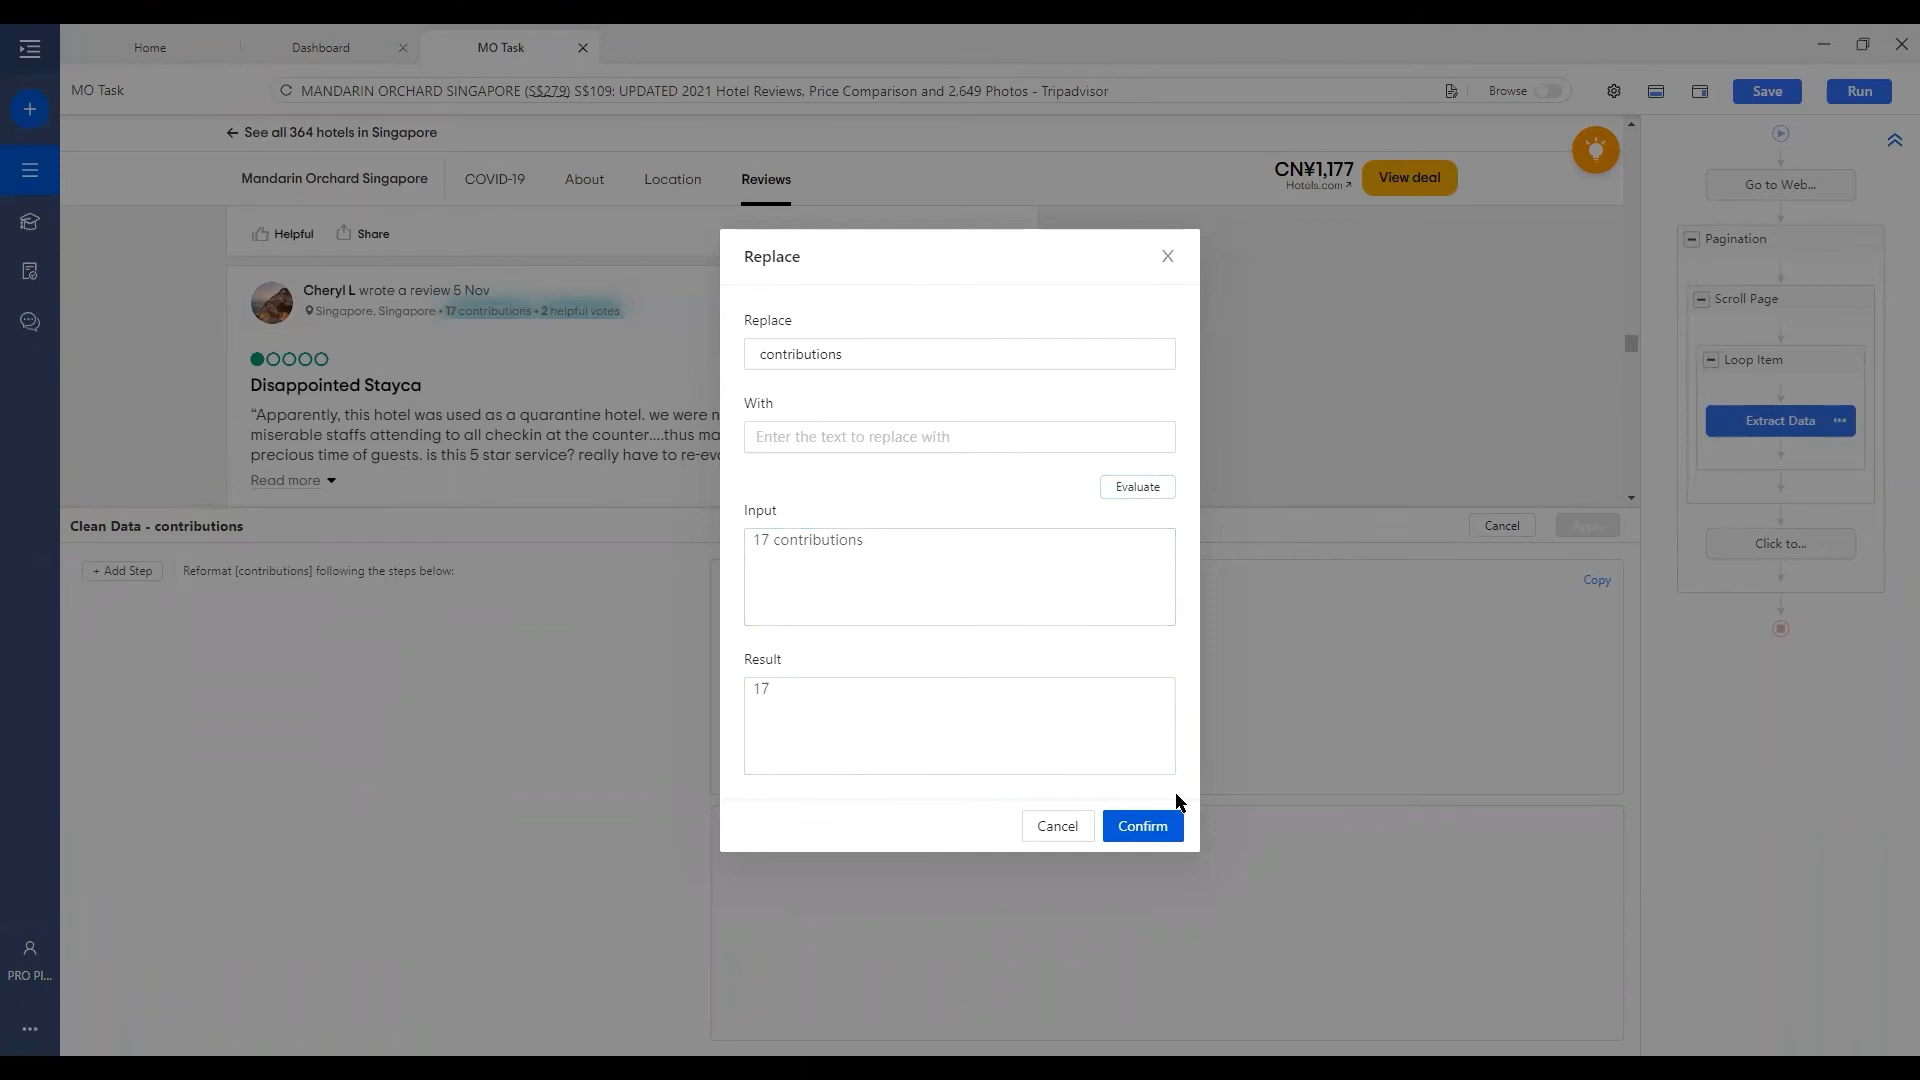 Home
Dashboard
MO Task
MO Task
MANDARIN ORCHARD SINGAPORE (S$279) S$109: UPDATED 2021 Hotel Reviews, Price Comparison and 2,649 Photos - Tripadvisor
Browse
Save
Run
See all 364 hotels in Singapore
Mandarin Orchard Singapore
COVID-19
About
Location
Reviews
CN¥1,177
Hotels.com
View deal
Helpful
Share
Cheryl L wrote a review 5 Nov
Singapore, Singapore • 17 contributions • 2 helpful votes
Disappointed Stayca
“Apparently, this hotel was used as a quarantine hotel. we were n
miserable staffs attending to all checkin at the counter....thus ma
precious time of guests. is this 5 star service? really have to re-eva
Read more
Clean Data - contributions
Cancel
Apply
+ Add Step
Reformat [contributions] following the steps below:
Copy
Replace
Replace
contributions
With
Enter the text to replace with
Evaluate
Input
17 contributions
Result
17
Cancel
Confirm
Go to Web...
Pagination
Scroll Page
Loop Item
Extract Data
Click to...
PRO Pl...